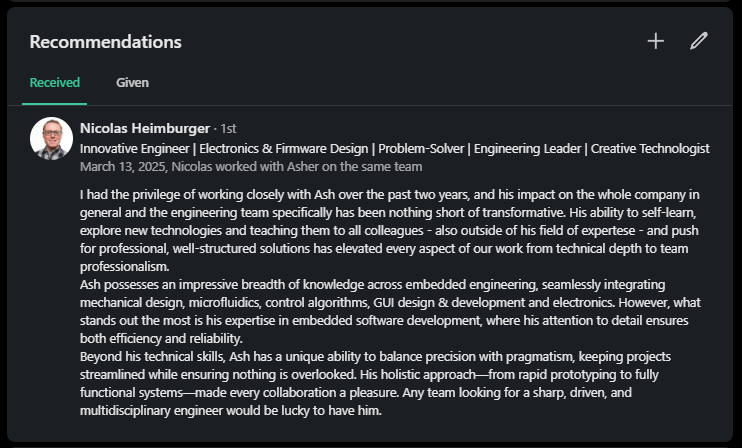 Recommendations
Received
Given
Nicolas Heimburger · 1st
Innovative Engineer | Electronics & Firmware Design | Problem-Solver | Engineering Leader | Creative Technologist
March 13, 2025, Nicolas worked with Asher on the same team
I had the privilege of working closely with Ash over the past two years, and his impact on the whole company in
general and the engineering team specifically has been nothing short of transformative. His ability to self-learn,
explore new technologies and teaching them to all colleagues - also outside of his field of expertese - and push
for professional, well-structured solutions has elevated every aspect of our work from technical depth to team
professionalism.
Ash possesses an impressive breadth of knowledge across embedded engineering, seamlessly integrating
mechanical design, microfluidics, control algorithms, GUI design & development and electronics. However, what
stands out the most is his expertise in embedded software development, where his attention to detail ensures
both efficiency and reliability.
Beyond his technical skills, Ash has a unique ability to balance precision with pragmatism, keeping projects
streamlined while ensuring nothing is overlooked. His holistic approach—from rapid prototyping to fully
functional systems—made every collaboration a pleasure. Any team looking for a sharp, driven, and
multidisciplinary engineer would be lucky to have him.